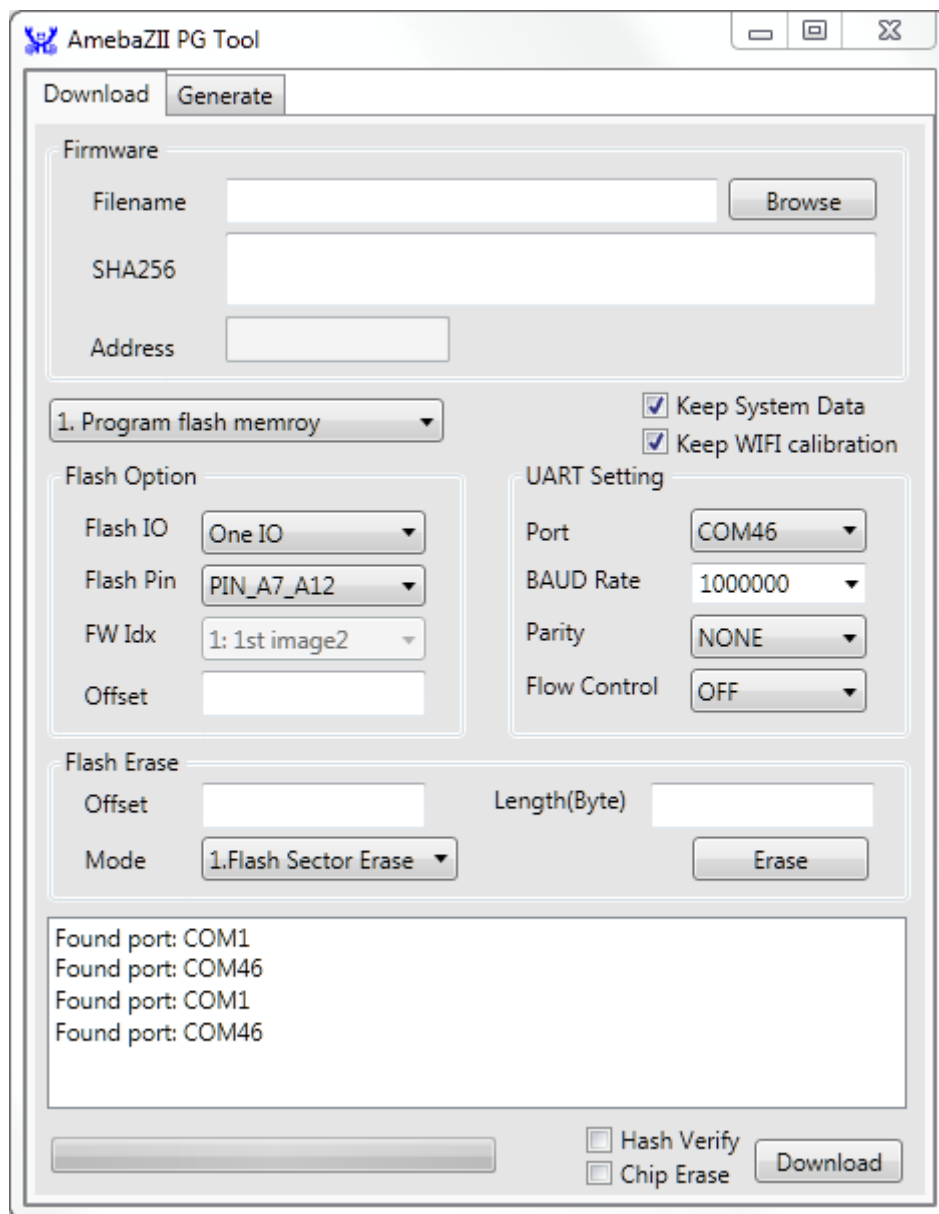 AmebaZII PG Tool
Download Generate
Firmware
Filename Browse
SHA256
Address
1. Program flash memroy
Keep System Data
Keep WIFI calibration
Flash Option
Flash IO One IO
Flash Pin PIN_A7_A12
FW Idx 1: 1st image2
Offset
UART Setting
Port COM46
BAUD Rate 1000000
Parity NONE
Flow Control OFF
Flash Erase
Offset Length(Byte)
Mode 1.Flash Sector Erase Erase
Found port: COM1
Found port: COM46
Found port: COM1
Found port: COM46
Hash Verify
Chip Erase
Download